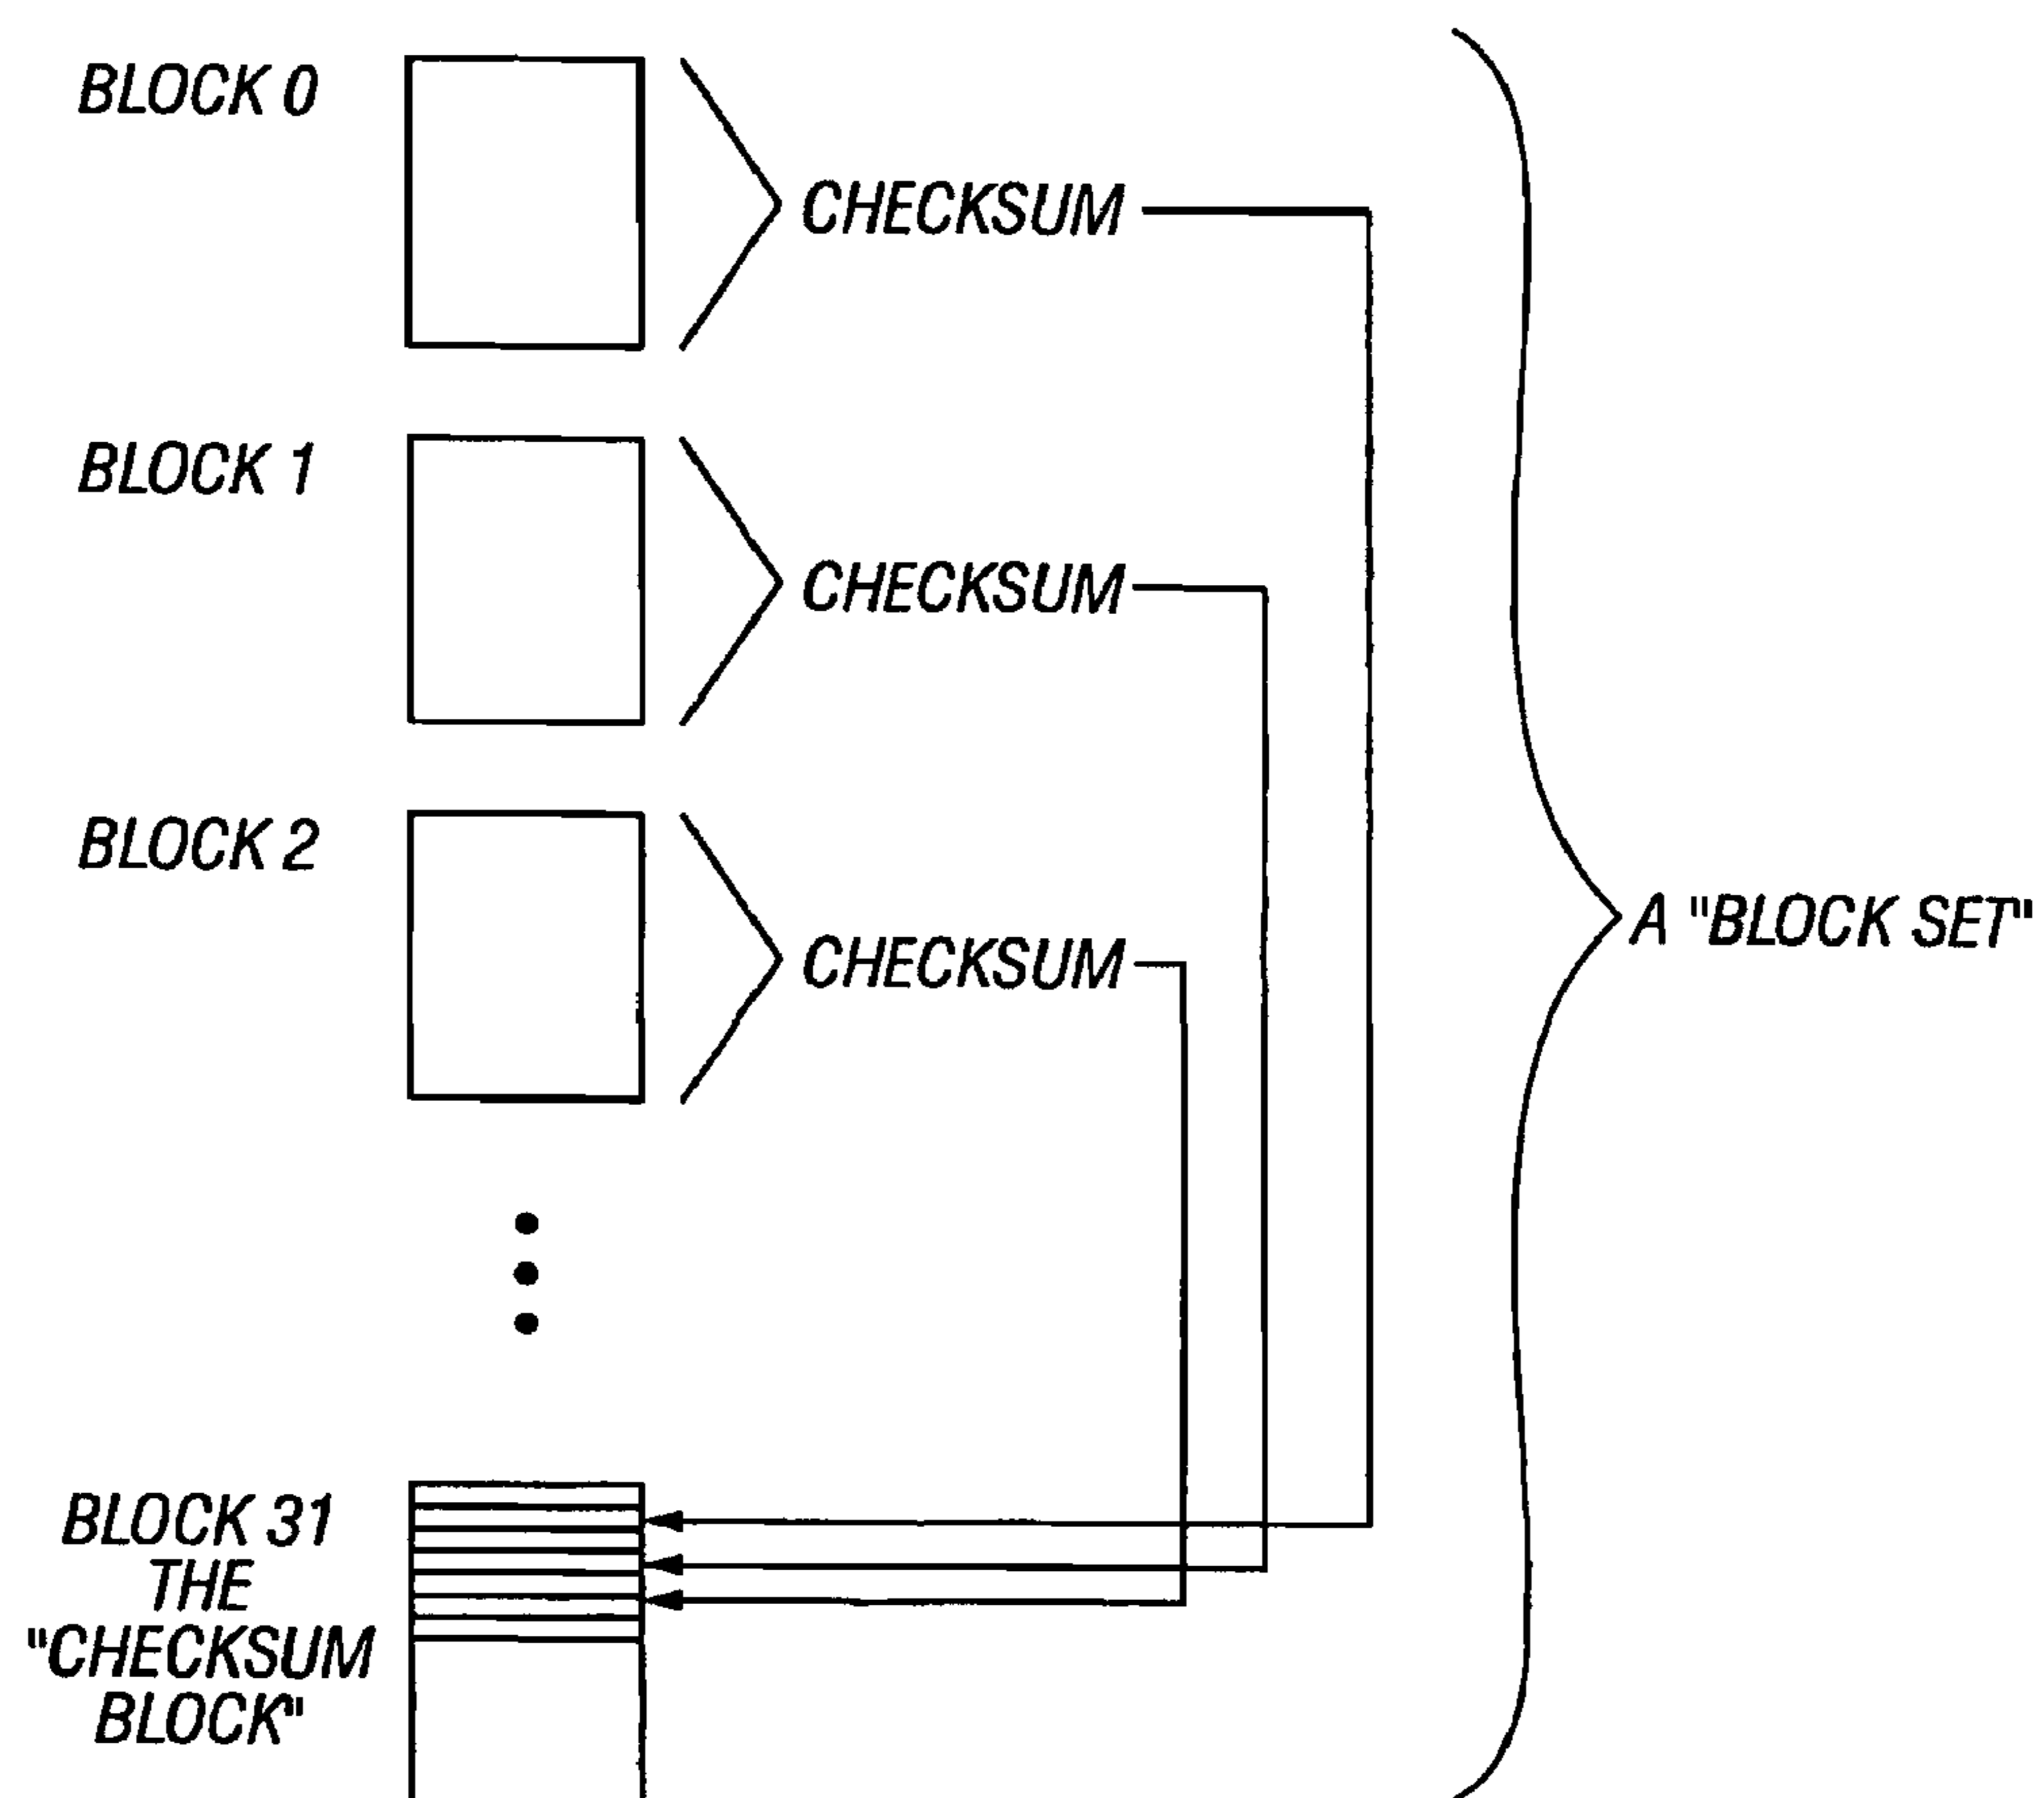 BLOCK 0
CHECKSUM
BLOCK 1
CHECKSUM
BLOCK 2
CHECKSUM
A "BLOCK SET"
BLOCK 31
THE
"CHECKSUM
BLOCK"